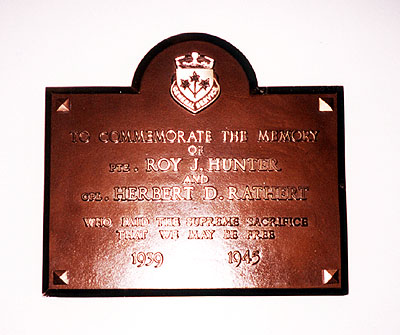 TO COMMEMORATE THE MEMORY
OF
PTE. ROY J. HUNTER
AND
CPL. HERBERT D. RATHERT
WHO PAID THE SUPREME SACRIFICE
THAT WE MAY BE FREE
1939 1945